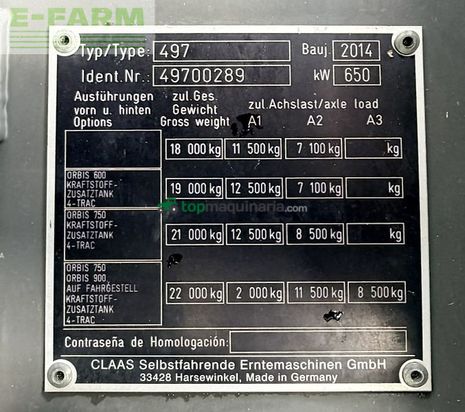 E-FARM
Typ/Type: 497 Bauj. 2014
Ident.Nr.: 49700289 kW 650
Ausführungen zul.Ges. zul.Achslast/axle load
vorn u. hinten Gewicht
Options Gross weight A1 A2 A3
18 000 kg 11 500 kg 7 100 kg kg
ORBIS 600
KRAFTSTOFF-
ZUSATZTANK
4-TRAC
19 000 kg 12 500 kg 7 100 kg kg
topmaquinaria.com
ORBIS 750
KRAFTSTOFF-
ZUSATZTANK
4-TRAC
21 000 kg 12 500 kg 8 500 kg kg
ORBIS 750
ORBIS 900
AUF FAHRGESTELL
KRAFTSTOFF-
ZUSATZTANK
4-TRAC
22 000 kg 2 000 kg 11 500 kg 8 500 kg
Contraseña de Homologación:
CLAAS Selbstfahrende Erntemaschinen GmbH
33428 Harsewinkel, Made in Germany